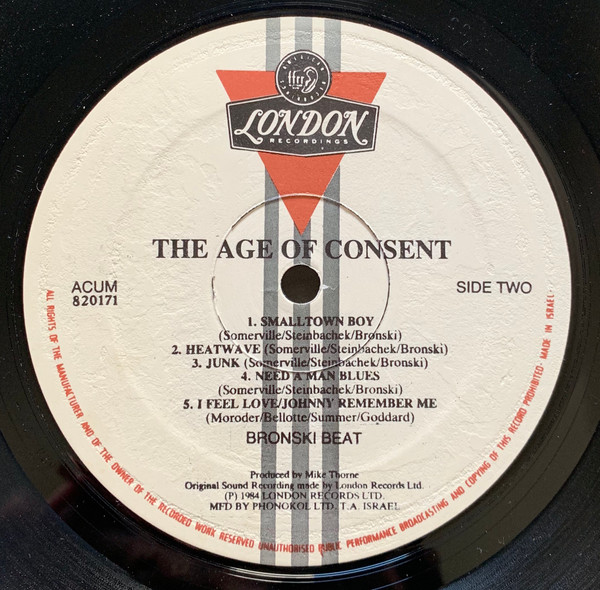 ffrr
LONDON
RECORDINGS
THE AGE OF CONSENT
ACUM
820171
SIDE TWO
1. SMALLTOWN BOY
(Somerville/Steinbachek/Bronski)
2. HEATWAVE (Somerville/Steinbachek/Bronski)
3. JUNK (Somerville/Steinbachek/Bronski)
4. NEED A MAN BLUES
(Somerville/Steinbachek/Bronski)
5. I FEEL LOVE/JOHNNY REMEMBER ME
(Moroder/Bellotte/Summer/Goddard)
BRONSKI BEAT
Produced by Mike Thorne
Original Sound Recording made by London Records Ltd.
(P) 1984 LONDON RECORDS LTD.
MFD BY PHONOKOL LTD. T.A. ISRAEL
ALL RIGHTS OF THE MANUFACTURER AND OF THE OWNER OF THE RECORDED WORK RESERVED UNAUTHORISED PUBLIC PERFORMANCE BROADCASTING AND COPYING OF THIS RECORD PROHIBITED· MADE IN ISRAEL·